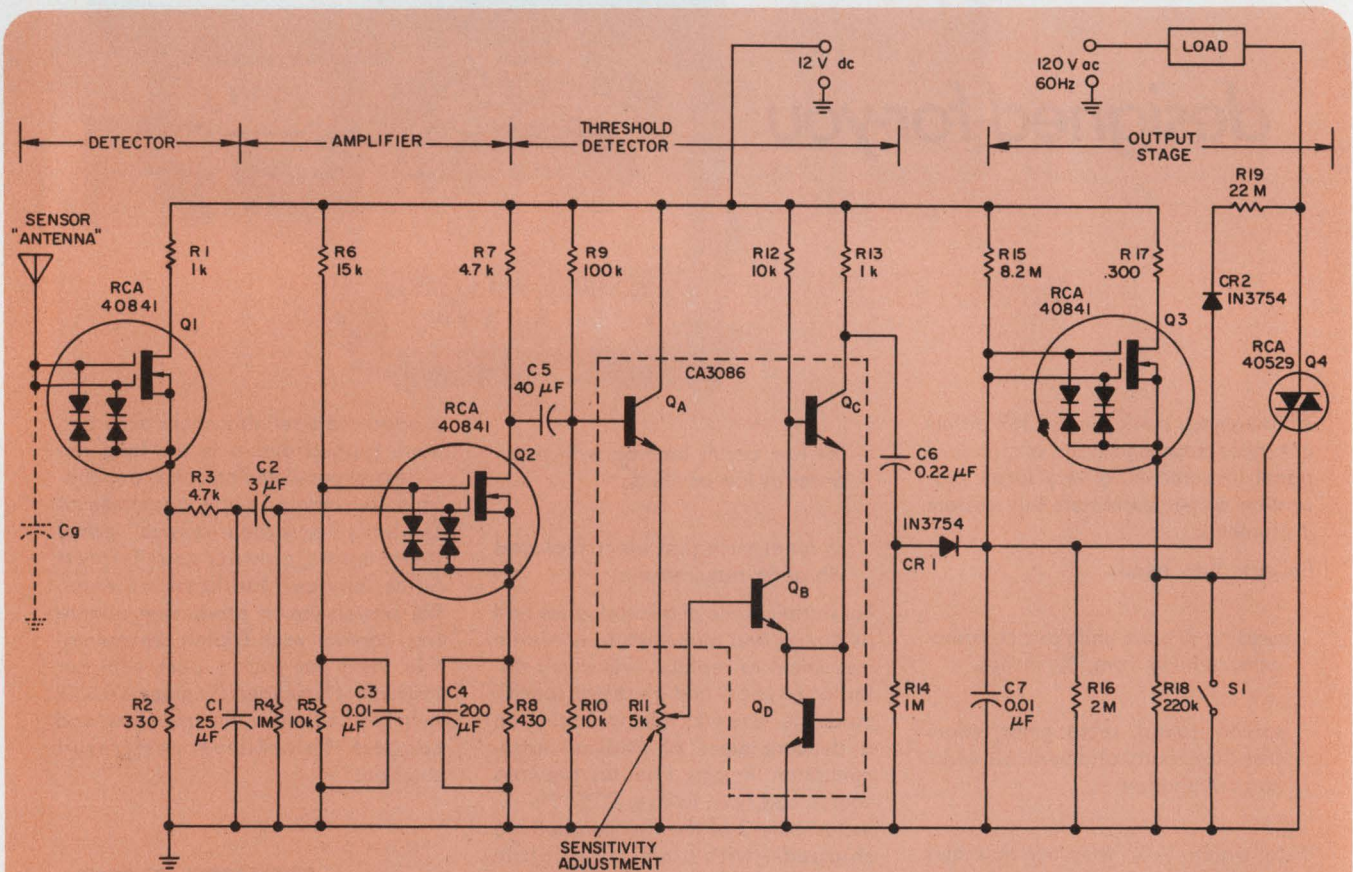 12 V dc
120 V ac
60Hz
LOAD
DETECTOR
AMPLIFIER
THRESHOLD
DETECTOR
OUTPUT
STAGE
SENSOR
"ANTENNA"
R1
1k
RCA
40841
Q1
Cg
R3
4.7k
C2
3 μF
R2
330
C1
25
μF
R4
1M
R6
15k
R5
10k
C3
0.01
μF
C4
200
μF
R7
4.7k
RCA
40841
Q2
R8
430
C5
40 μF
R9
100k
R10
10k
CA3086
QA
R11
5k
SENSITIVITY
ADJUSTMENT
R12
10k
R13
1k
QC
QB
QD
C6
0.22 μF
IN3754
CR1
R14
1M
R15
8.2M
C7
0.01
μF
R16
2M
RCA
40841
Q3
R17
.300
R18
220k
S1
R19
22 M
CR2
IN3754
RCA
40529
Q4